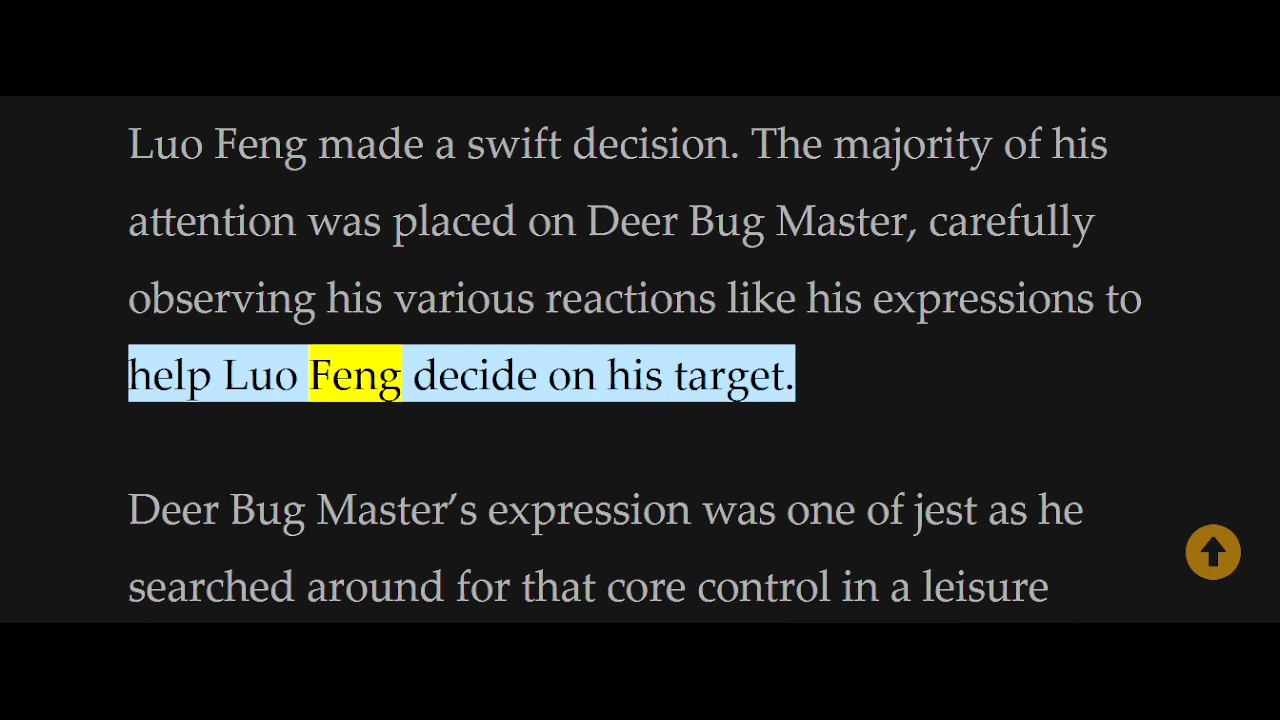 Luo Feng made a swift decision. The majority of his
attention was placed on Deer Bug Master, carefully
observing his various reactions like his expressions to
help Luo Feng decide on his target.
Deer Bug Master’s expression was one of jest as he
searched around for that core control in a leisure